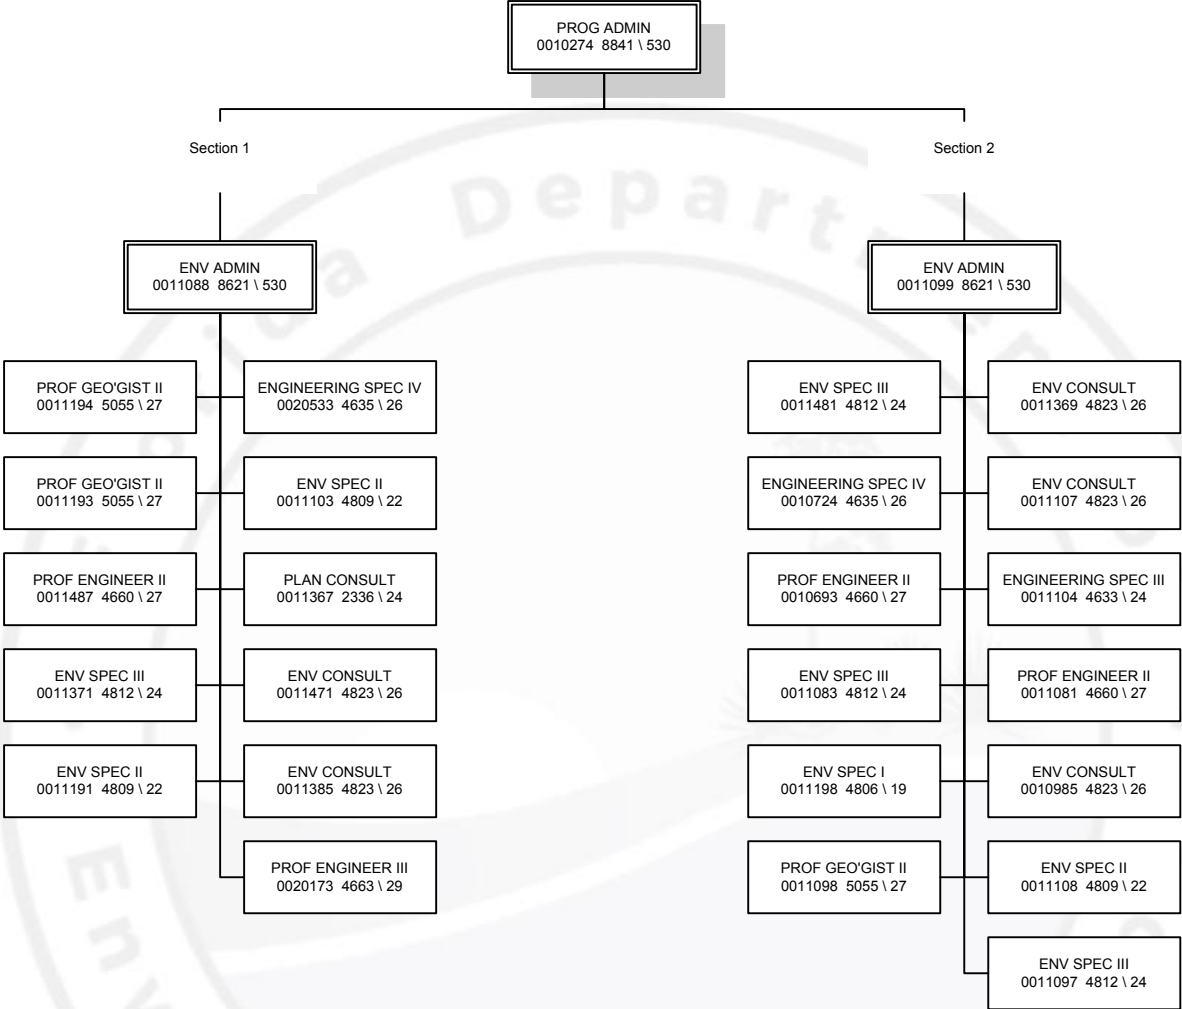 PROG ADMIN
0010274 8841 \ 530
Section 1
Section 2
ENV ADMIN
0011088 8621 \ 530
ENV ADMIN
0011099 8621 \ 530
PROF GEO'GIST II
0011194 5055 \ 27
ENGINEERING SPEC IV
0020533 4635 \ 26
ENV SPEC III
0011481 4812 \ 24
ENV CONSULT
0011369 4823 \ 26
PROF GEO'GIST II
0011193 5055 \ 27
ENV SPEC II
0011103 4809 \ 22
ENGINEERING SPEC IV
0010724 4635 \ 26
ENV CONSULT
0011107 4823 \ 26
PROF ENGINEER II
0011487 4660 \ 27
PLAN CONSULT
0011367 2336 \ 24
PROF ENGINEER II
0010693 4660 \ 27
ENGINEERING SPEC III
0011104 4633 \ 24
ENV SPEC III
0011371 4812 \ 24
ENV CONSULT
0011471 4823 \ 26
ENV SPEC III
0011083 4812 \ 24
PROF ENGINEER II
0011081 4660 \ 27
ENV SPEC II
0011191 4809 \ 22
ENV CONSULT
0011385 4823 \ 26
ENV SPEC I
0011198 4806 \ 19
ENV CONSULT
0010985 4823 \ 26
PROF ENGINEER III
0020173 4663 \ 29
PROF GEO'GIST II
0011098 5055 \ 27
ENV SPEC II
0011108 4809 \ 22
ENV SPEC III
0011097 4812 \ 24
Department